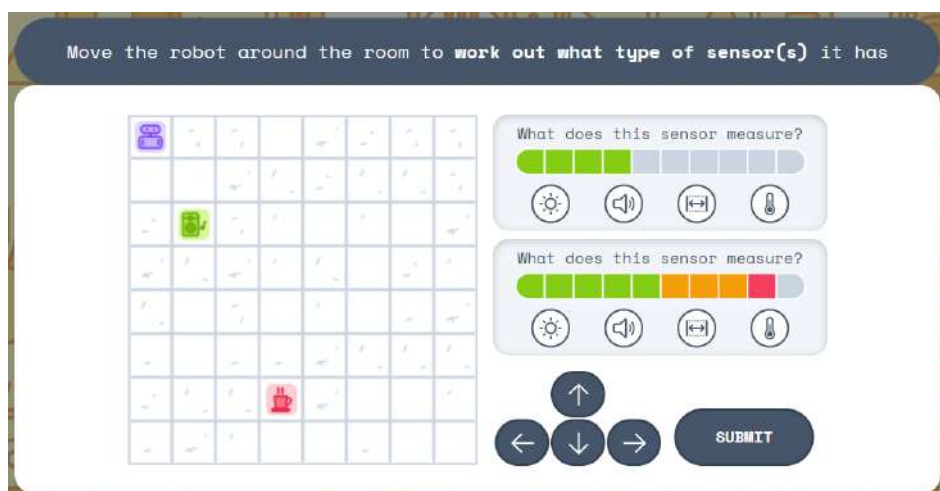 Move the robot around the room to work out what type of sensor(s) it has
What does this sensor measure?
What does this sensor measure?
SUBMIT